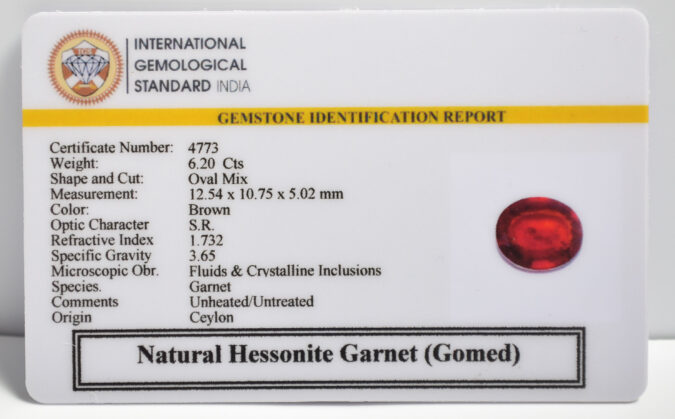 IGS
INTERNATIONAL
GEMOLOGICAL
STANDARD INDIA
GEMSTONE IDENTIFICATION REPORT
Certificate Number: 4773
Weight: 6.20 Cts
Shape and Cut: Oval Mix
Measurement: 12.54 x 10.75 x 5.02 mm
Color: Brown
Optic Character S.R.
Refractive Index 1.732
Specific Gravity 3.65
Microscopic Obr. Fluids & Crystalline Inclusions
Species. Garnet
Comments Unheated/Untreated
Origin Ceylon
Natural Hessonite Garnet (Gomed)